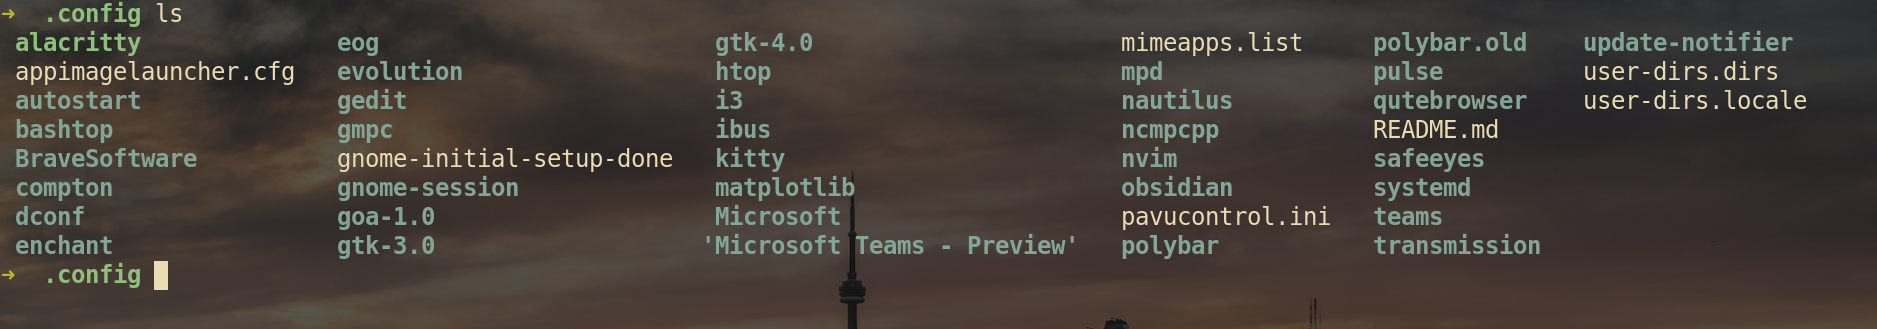 ➜  .config ls
alacritty eog gtk-4.0 mimeapps.list polybar.old update-notifier
appimagelauncher.cfg evolution htop mpd pulse user-dirs.dirs
autostart gedit i3 nautilus qutebrowser user-dirs.locale
bashtop gmpc ibus ncmpcpp README.md
BraveSoftware gnome-initial-setup-done kitty nvim safeeyes
compton gnome-session matplotlib obsidian systemd
dconf goa-1.0 Microsoft pavucontrol.ini teams
enchant gtk-3.0 'Microsoft Teams - Preview' polybar transmission
➜  .config